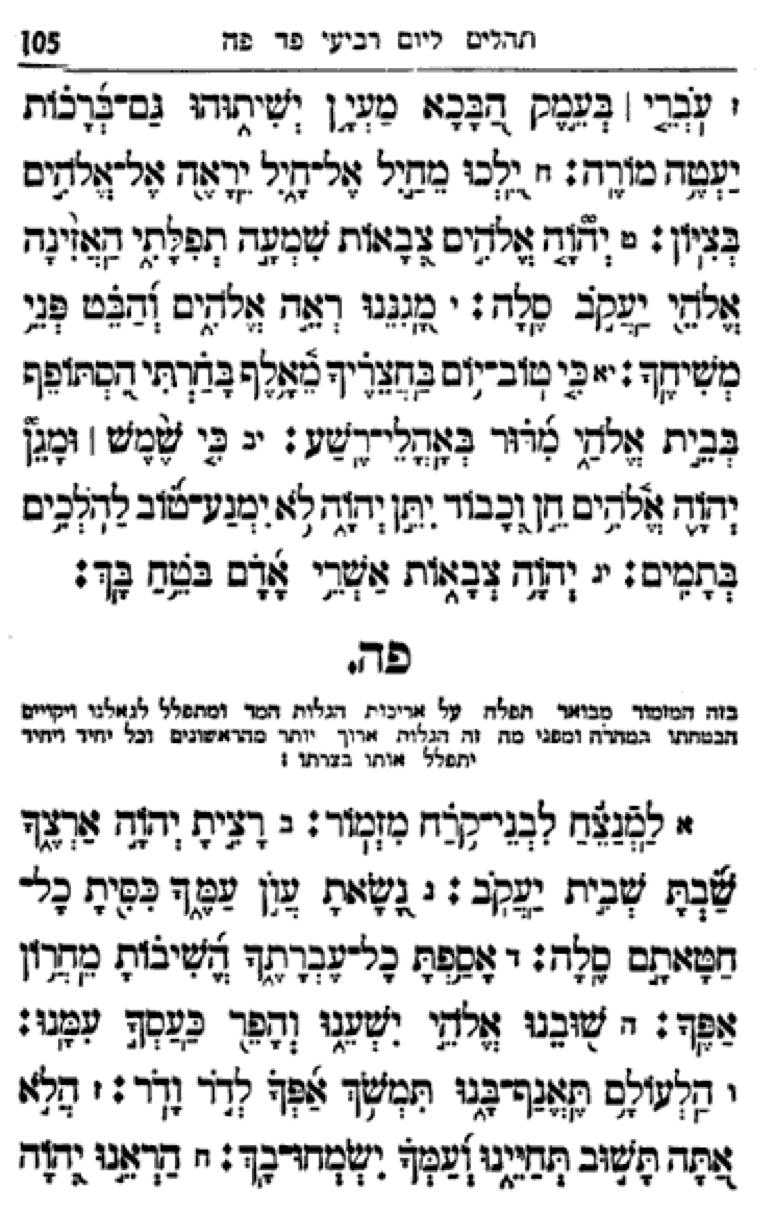 105 תהלים ליום רביעי פד פה
ז עֹבְרֵי | בְּעֵמֶק הַבָּכָא מַעְיָן יְשִׁיתוּהוּ גַּם־בְּרָכוֹת
יַעְטֶה מוֹרֶה׃ ח יֵלְכוּ מֵחַיִל אֶל־חָיִל יֵרָאֶה אֶל־אֱלֹהִים
בְּצִיּוֹן׃ ט יְהוָה אֱלֹהִים צְבָאוֹת שִׁמְעָה תְפִלָּתִי הַאֲזִינָה
אֱלֹהֵי יַעֲקֹב סֶלָה׃ י מָגִנֵּנוּ רְאֵה אֱלֹהִים וְהַבֵּט פְּנֵי
מְשִׁיחֶךָ׃ יא כִּי טוֹב־יוֹם בַּחֲצֵרֶיךָ מֵאָלֶף בָּחַרְתִּי הִסְתּוֹפֵף
בְּבֵית אֱלֹהַי מִדּוּר בְּאָהֳלֵי־רֶשַׁע׃ יב כִּי שֶׁמֶשׁ | וּמָגֵן
יְהוָה אֱלֹהִים חֵן וְכָבוֹד יִתֵּן יְהוָה לֹא יִמְנַע־טוֹב לַהֹלְכִים
בְּתָמִים׃ יג יְהוָה צְבָאוֹת אַשְׁרֵי אָדָם בֹּטֵחַ בָּךְ׃
פה.
בזה המזמור מבואר תפלה על אריכות הגלות המר ומתפלל לגאלנו ויקויים
הבטחתו במהרה ומפני מה זה הגלות ארוך יותר מהראשונים וכל יחיד ויחיד
יתפלל אותו בצרתו :
א לַמְנַצֵּחַ לִבְנֵי־קֹרַח מִזְמוֹר׃ ב רָצִיתָ יְהוָה אַרְצֶךָ
שַׁבְתָּ שְׁבִית יַעֲקֹב׃ ג נָשָׂאתָ עֲוֹן עַמֶּךָ כִּסִּיתָ כָל־
חַטָּאתָם סֶלָה׃ ד אָסַפְתָּ כָל־עֶבְרָתֶךָ הֱשִׁיבוֹתָ מֵחֲרוֹן
אַפֶּךָ׃ ה שׁוּבֵנוּ אֱלֹהֵי יִשְׁעֵנוּ וְהָפֵר כַּעַסְךָ עִמָּנוּ׃
ו הַלְעוֹלָם תֶּאֱנַף־בָּנוּ תִּמְשֹׁךְ אַפְּךָ לְדֹר וָדֹר׃ ז הֲלֹא
אַתָּה תָּשׁוּב תְּחַיֵּינוּ וְעַמְּךָ יִשְׂמְחוּ־בָךְ׃ ח הַרְאֵנוּ יְהוָה